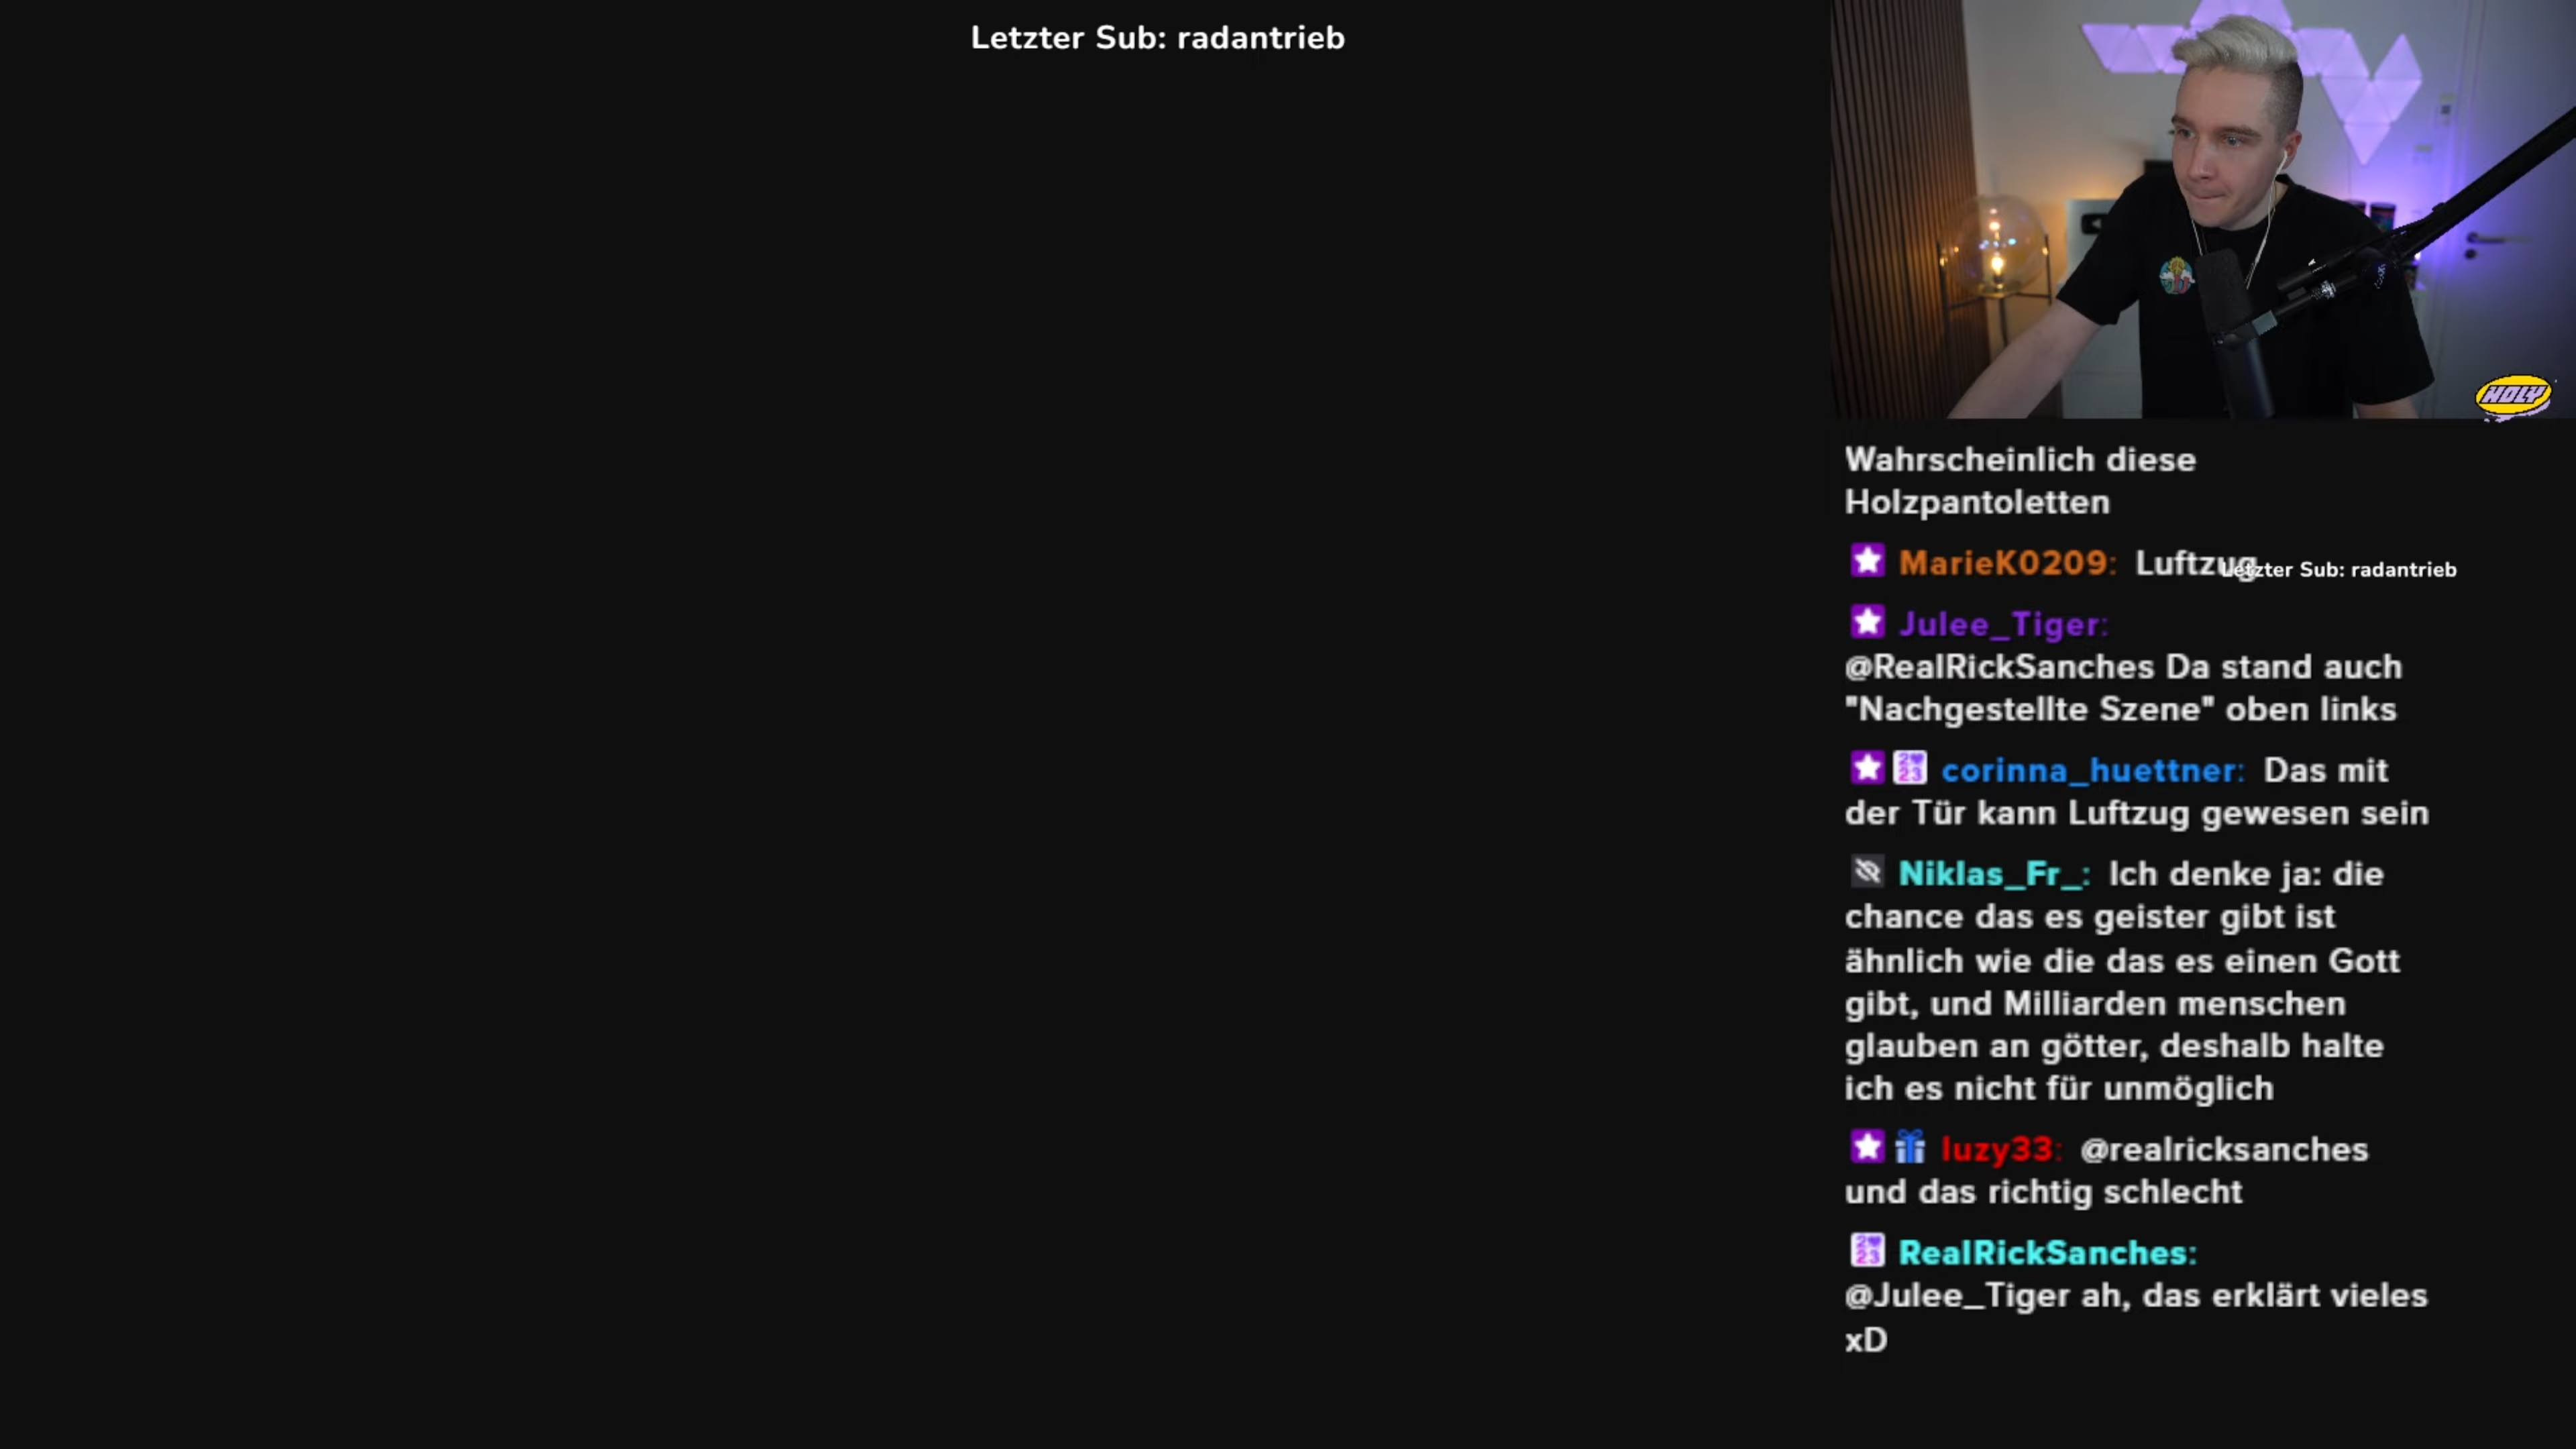 Letzter Sub: radantrieb
HOLY
Wahrscheinlich diese
Holzpantoletten
MarieK0209: Luftzug
Letzter Sub: radantrieb
Julee_Tiger:
@RealRickSanches Da stand auch
"Nachgestellte Szene" oben links
corinna_huettner: Das mit
der Tür kann Luftzug gewesen sein
Niklas_Fr_: Ich denke ja: die
chance das es geister gibt ist
ähnlich wie die das es einen Gott
gibt, und Milliarden menschen
glauben an götter, deshalb halte
ich es nicht für unmöglich
luzy33: @realricksanches
und das richtig schlecht
RealRickSanches:
@Julee_Tiger ah, das erklärt vieles
xD